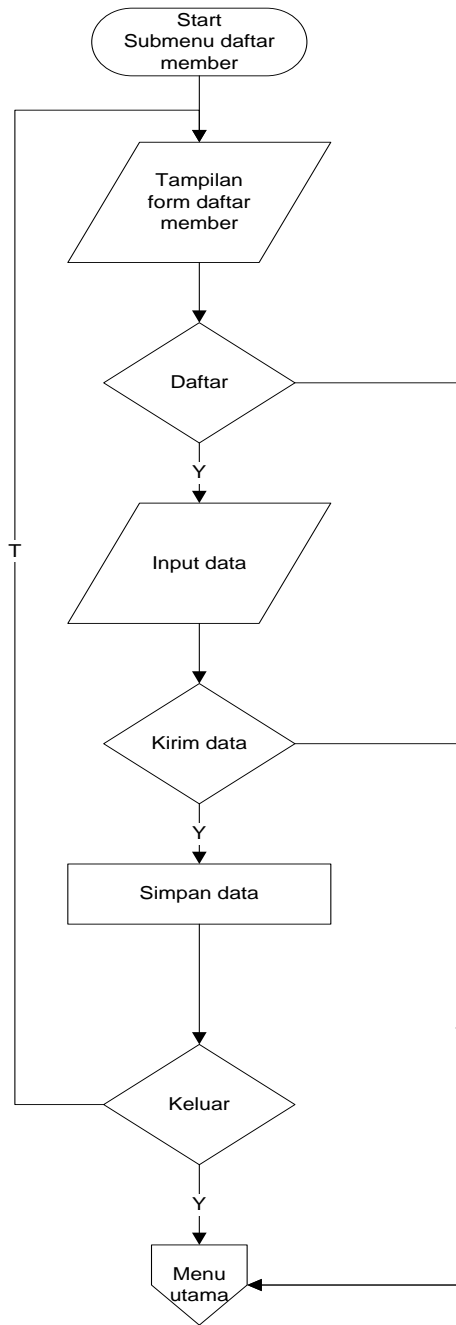 Start
Submenu daftar
member
Tampilan
form daftar
member
Daftar
Y
Input data
T
Kirim data
Y
Simpan data
Keluar
Y
Menu
utama